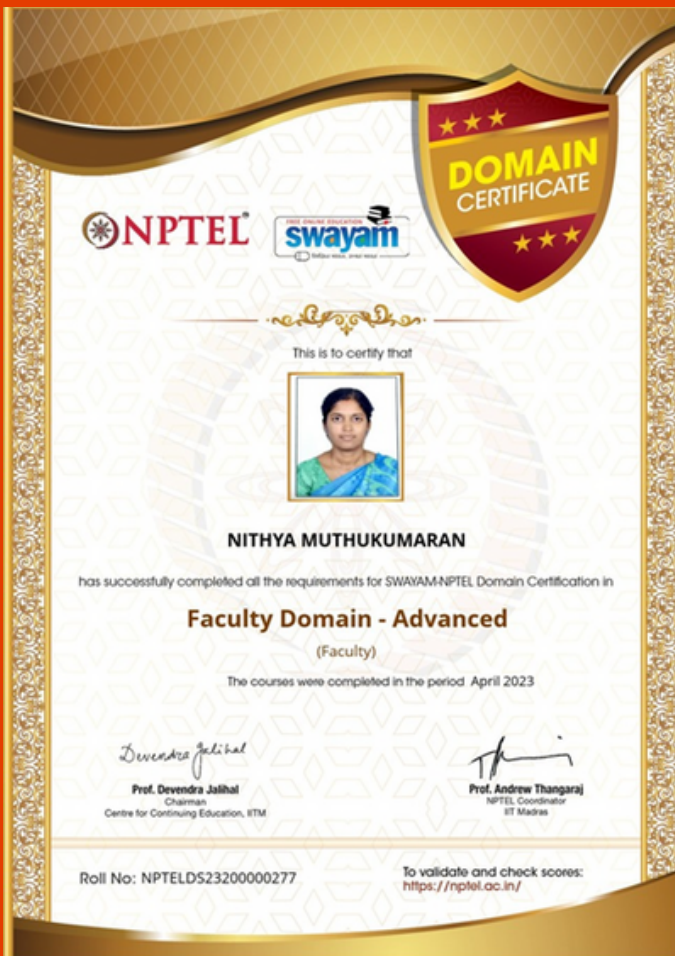 DOMAIN
CERTIFICATE
NPTEL®
FREE ONLINE EDUCATION
swayam
This is to certify that
NITHYA MUTHUKUMARAN
has successfully completed all the requirements for SWAYAM-NPTEL Domain Certification in
Faculty Domain - Advanced
(Faculty)
The courses were completed in the period April 2023
Devendra Jalihal
Prof. Devendra Jalihal
Chairman
Centre for Continuing Education, IITM
Prof. Andrew Thangaraj
NPTEL Coordinator
IIT Madras
Roll No: NPTELDS23200000277
To validate and check scores:
https://nptel.ac.in/